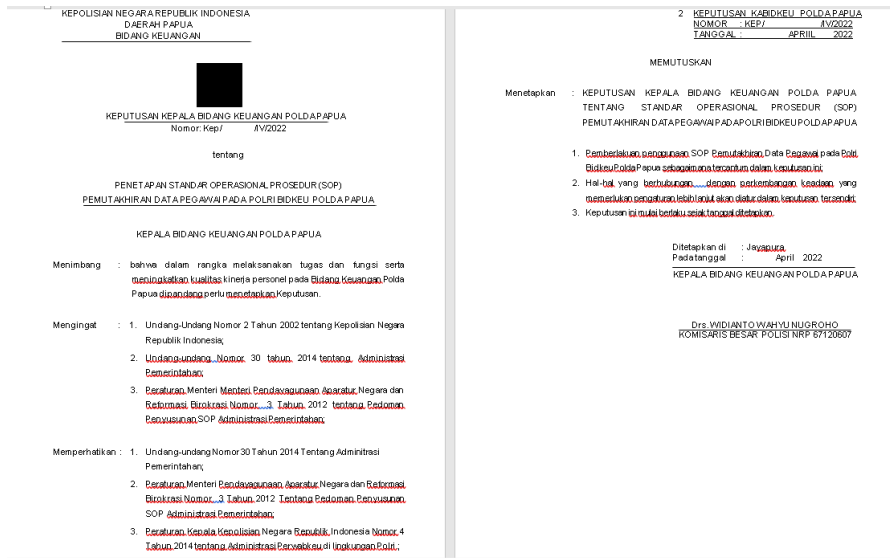 KEPOLISIAN NEGARA REPUBLIK INDONESIA
DAERAH PAPUA
BIDANG KEUANGAN
KEPUTUSAN KEPALA BIDANG KEUANGAN POLDA PAPUA
Nomor: Kep / /IV/2022
tentang
PENETAPAN STANDAR OPERASIONAL PROSEDUR (SOP)
PEMUTAKHIRAN DATA PEGAWAI PADA POLRI BIDKEU POLDA PAPUA
KEPALA BIDANG KEUANGAN POLDA PAPUA
Menimbang : bahwa dalam rangka melaksanakan tugas dan fungsi serta
meningkatkan kualitas kinerja personel pada Bidang Keuangan Polda
Papua dipandang perlu menetapkan Keputusan.
Mengingat : 1. Undang-Undang Nomor 2 Tahun 2002 tentang Kepolisian Negara
Republik Indonesia;
2. Undang-undang Nomor 30 tahun 2014 tentang Administrasi
Pemerintahan;
3. Peraturan Menteri Menteri Pendayagunaan Aparatur Negara dan
Reformasi Birokrasi Nomor 3 Tahun 2012 tentang Pedoman
Penyusunan SOP Administrasi Pemerintahan;
Memperhatikan : 1. Undang-undang Nomor 30 Tahun 2014 Tentang Adminitrasi
Pemerintahan;
2. Peraturan Menteri Pendayagunaan Aparatur Negara dan Reformasi
Birokrasi Nomor 3 Tahun 2012 Tentang Pedoman Penyusunan
SOP Administrasi Pemerintahan;
3. Peraturan Kepala Kepolisian Negara Republik Indonesia Nomor 4
Tahun 2014 tentang Administrasi Perwabkeu di lingkungan Polri.;
2 KEPUTUSAN KABIDKEU POLDA PAPUA
NOMOR : KEP/ /IV/2022
TANGGAL : APRIIL 2022
MEMUTUSKAN
Menetapkan : KEPUTUSAN KEPALA BIDANG KEUANGAN POLDA PAPUA
TENTANG STANDAR OPERASIONAL PROSEDUR (SOP)
PEMUTAKHIRAN DATA PEGAWAI PADA POLRI BIDKEU POLDA PAPUA
1. Pemberlakuan penggunaan SOP Pemutakhiran Data Pegawai pada Polri
Bidkeu Polda Papua sebagaimana tercantum dalam keputusan ini;
2. Hal-hal yang berhubungan dengan perkembangan keadaan yang
memerlukan pengaturan lebih lanjut akan diatur dalam keputusan tersendiri;
3. Keputusan ini mulai berlaku sejak tanggal ditetapkan.
Ditetapkan di : Jayapura
Pada tanggal : April 2022
KEPALA BIDANG KEUANGAN POLDA PAPUA
Drs. WIDIANTO WAHYU NUGROHO
KOMISARIS BESAR POLISI NRP 67120607